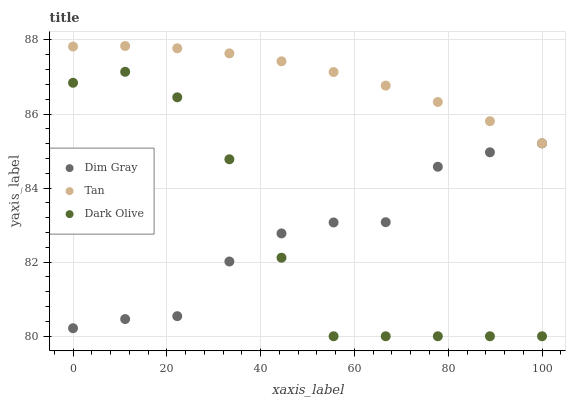 title
88
86
84
82
80
yaxis_label
Dim Gray
Tan
Dark Olive
0 20 40 60 80 100
xaxis_label